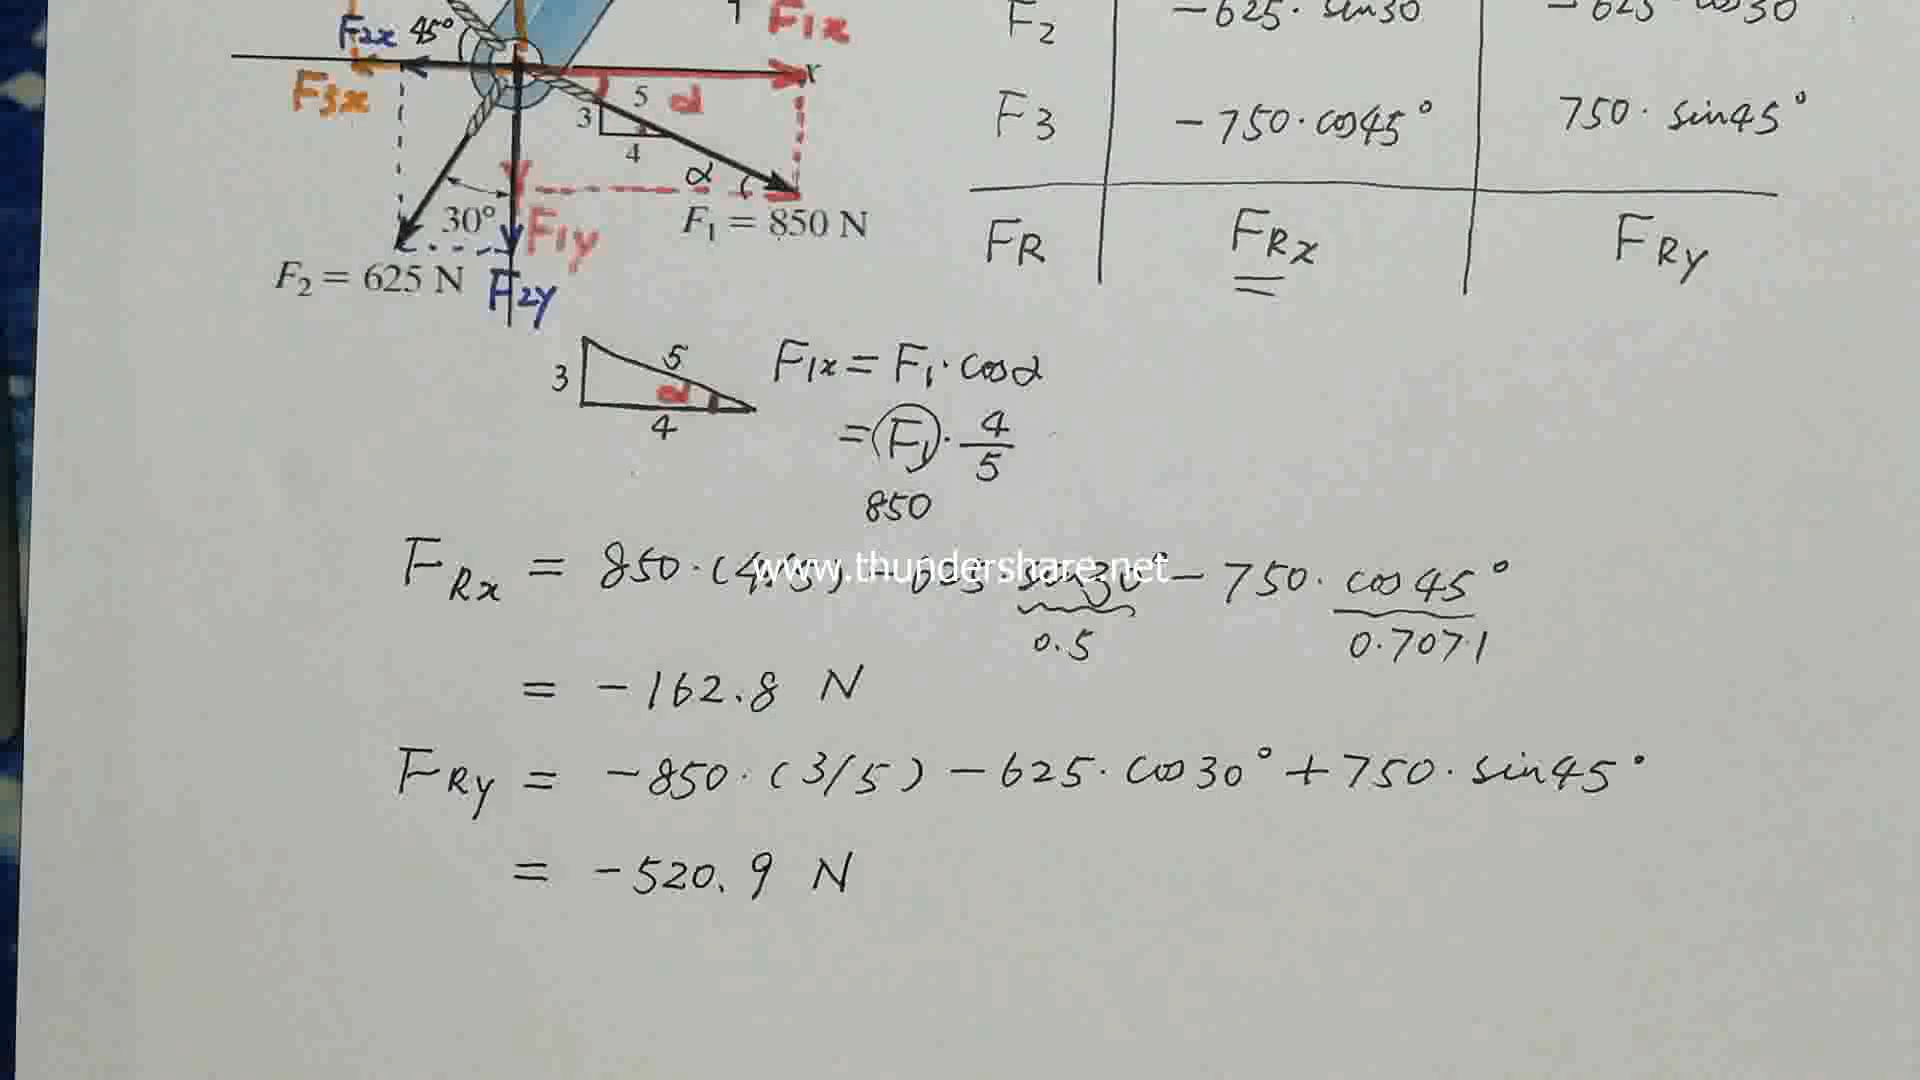 F1x
F2x 45°
F3x
x
5 α
3
4
α
30°
F1y
F₁ = 850 N
F₂ = 625 N
F2y
F2 -625· sin30 -625 cos30
F3 -750·cos45° 750· sin45°
FR FRx FRy
3 5 α 4
F1x = F1·cosα
= F1 · 4/5
850
FRx = 850·(4/5) · sin30° - 750· cos45°
www.thundershare.net
0.5 0.7071
= -162.8 N
FRy = -850·(3/5) - 625· cos30° + 750· sin45°
= -520.9 N